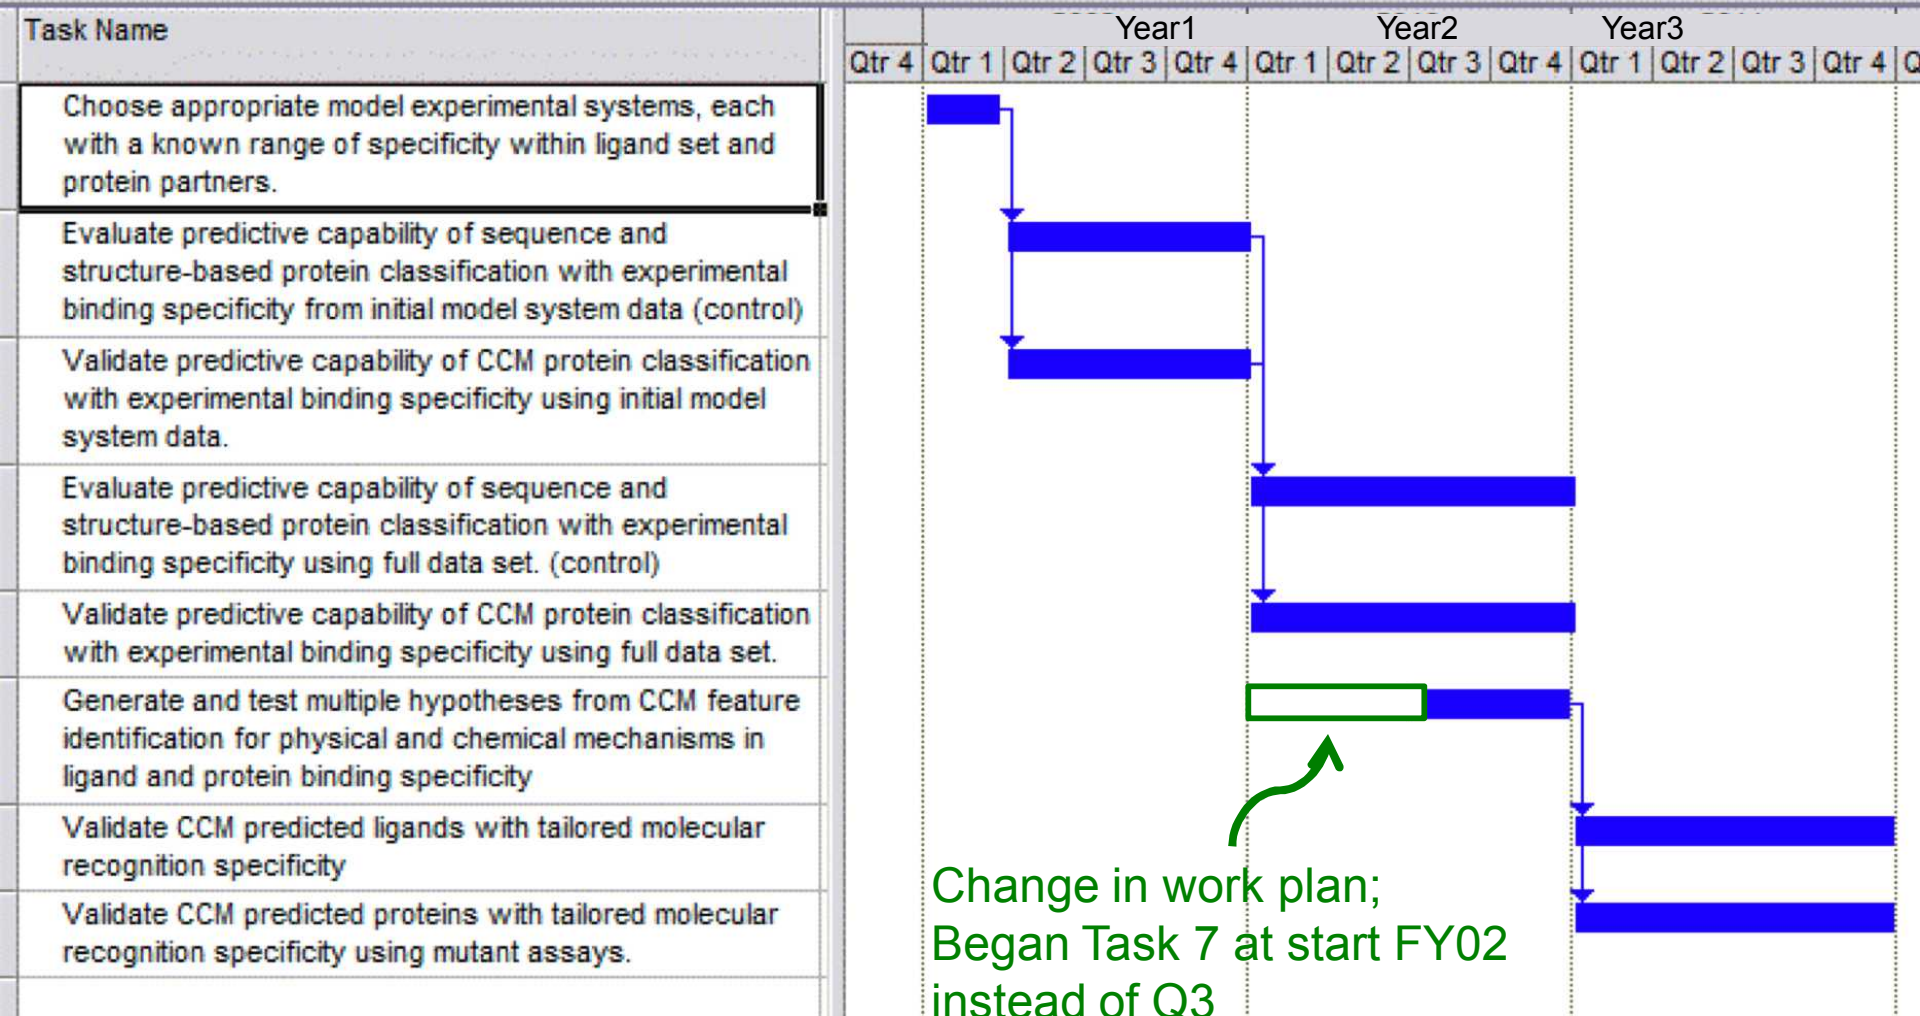 Task Name
Year1 Year2 Year3
Qtr 4 Qtr 1 Qtr 2 Qtr 3 Qtr 4 Qtr 1 Qtr 2 Qtr 3 Qtr 4 Qtr 1 Qtr 2 Qtr 3 Qtr 4
Choose appropriate model experimental systems, each
with a known range of specificity within ligand set and
protein partners.
Evaluate predictive capability of sequence and
structure-based protein classification with experimental
binding specificity from initial model system data (control)
Validate predictive capability of CCM protein classification
with experimental binding specificity using initial model
system data.
Evaluate predictive capability of sequence and
structure-based protein classification with experimental
binding specificity using full data set. (control)
Validate predictive capability of CCM protein classification
with experimental binding specificity using full data set.
Generate and test multiple hypotheses from CCM feature
identification for physical and chemical mechanisms in
ligand and protein binding specificity
Validate CCM predicted ligands with tailored molecular
recognition specificity
Validate CCM predicted proteins with tailored molecular
recognition specificity using mutant assays.
Change in work plan;
Began Task 7 at start FY02
instead of Q3